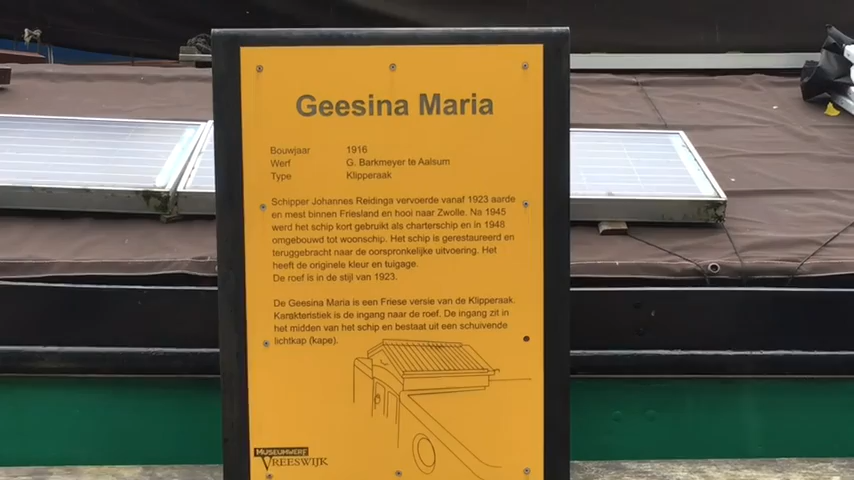 Geesina Maria
Bouwjaar 1916
Werf G. Barkmeyer te Aalsum
Type Klipperaak
Schipper Johannes Reidinga vervoerde vanaf 1923 aarde
en mest binnen Friesland en hooi naar Zwolle. Na 1945
werd het schip kort gebruikt als charterschip en in 1948
omgebouwd tot woonschip. Het schip is gerestaureerd en
teruggebracht naar de oorspronkelijke uitvoering. Het
heeft de originele kleur en tuigage.
De roef is in de stijl van 1923.
De Geesina Maria is een Friese versie van de Klipperaak.
Karakteristiek is de ingang naar de roef. De ingang zit in
het midden van het schip en bestaat uit een schuivende
lichtkap (kape).
MUSEUMWERF
VREESWIJK